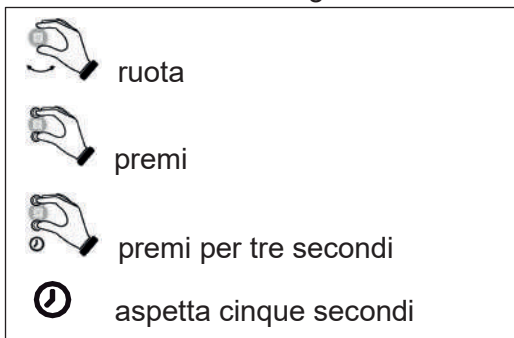 ruota
premi
premi per tre secondi
aspetta cinque secondi